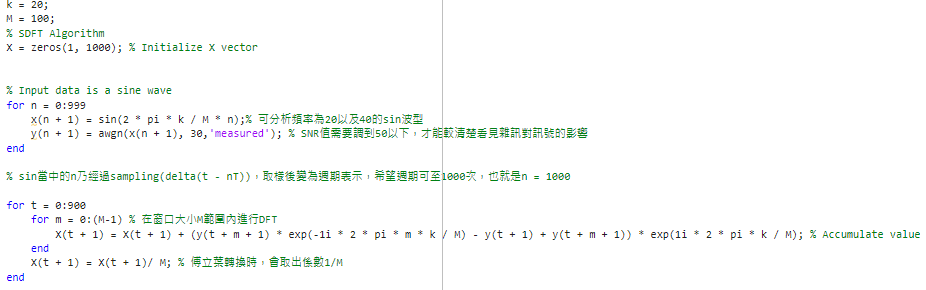 k = 20;
M = 100;
% SDFT Algorithm
X = zeros(1, 1000); % Initialize X vector
% Input data is a sine wave
for n = 0:999
x(n + 1) = sin(2 * pi * k / M * n);% 可分析頻率為20以及40的sin波型
y(n + 1) = awgn(x(n + 1), 30,'measured'); % SNR值需要調到50以下，才能較清楚看見雜訊對訊號的影響
end
% sin當中的n乃經過sampling(delta(t - nT))，取樣後變為週期表示，希望週期可至1000次，也就是n = 1000
for t = 0:900
for m = 0:(M-1) % 在窗口大小M範圍內進行DFT
X(t + 1) = X(t + 1) + (y(t + m + 1) * exp(-1i * 2 * pi * m * k / M) - y(t + 1) + y(t + m + 1)) * exp(1i * 2 * pi * k / M); % Accumulate value
end
X(t + 1) = X(t + 1)/ M; % 傅立葉轉換時，會取出係數1/M
end